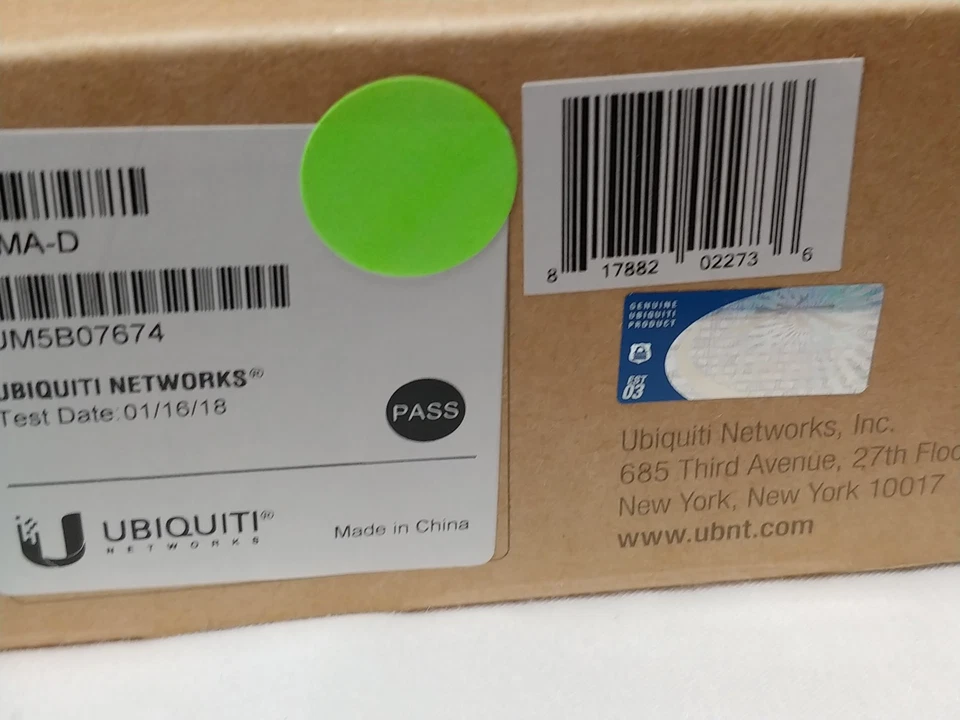 MA-D
JM5B07674
UBIQUITI NETWORKS®
Test Date:01/16/18
PASS
UBIQUITI®
NETWORKS
Made in China
8 17882 02273 6
GENUINE
UBIQUITI
PRODUCT
EST
03
Ubiquiti Networks, Inc.
685 Third Avenue, 27th Floo
New York, New York 10017
www.ubnt.com